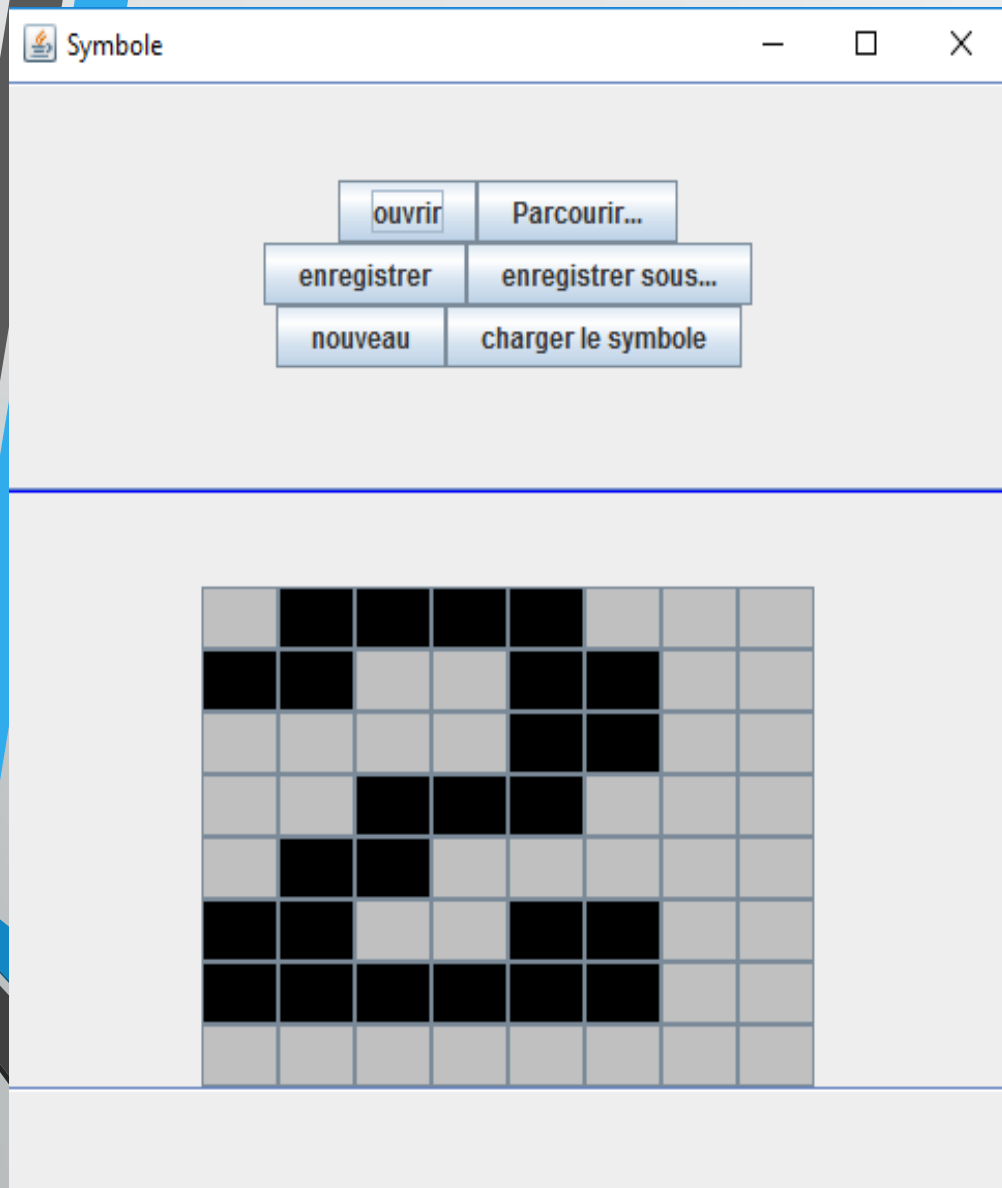 Symbole
ouvrir Parcourir...
enregistrer enregistrer sous...
nouveau charger le symbole